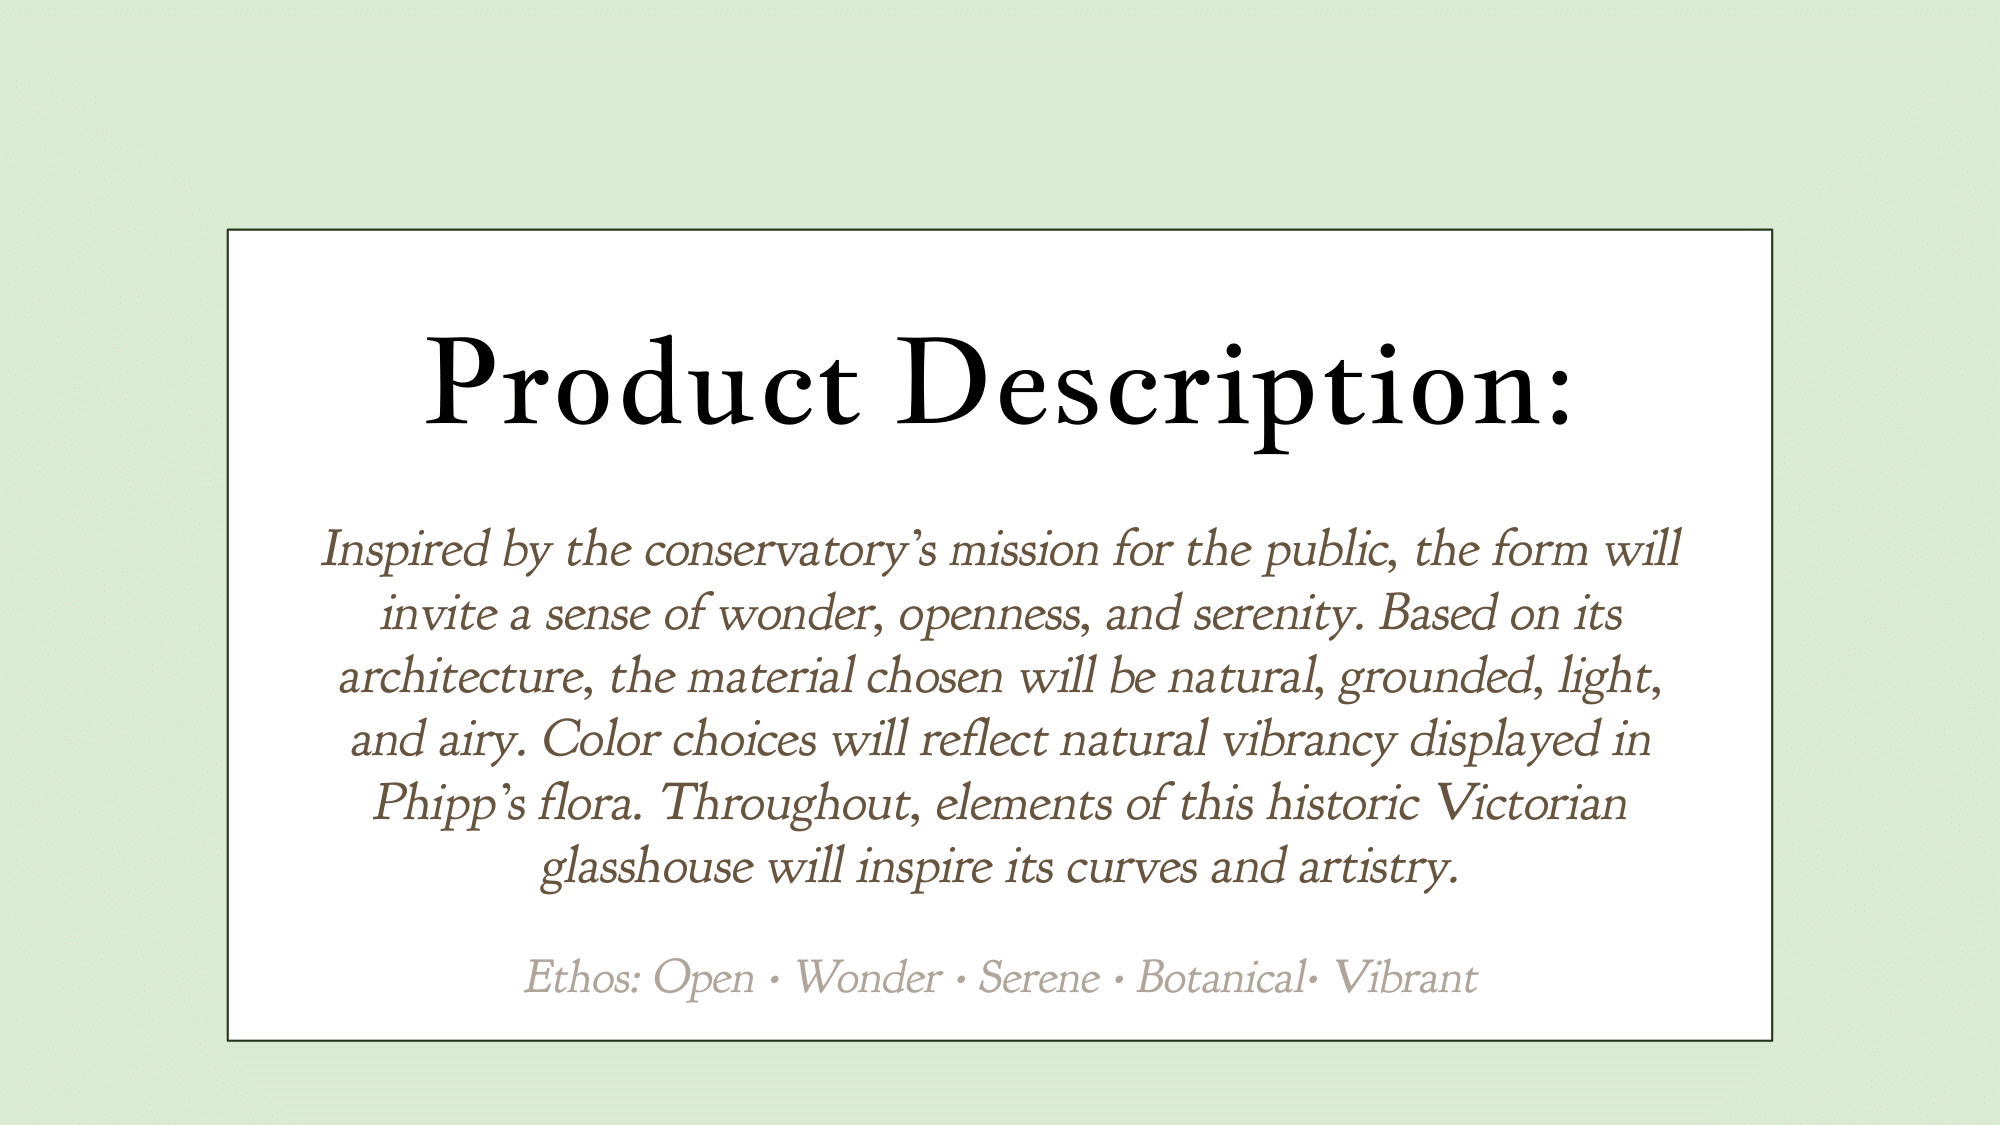 Product Description:
Inspired by the conservatory’s mission for the public, the form will
invite a sense of wonder, openness, and serenity. Based on its
architecture, the material chosen will be natural, grounded, light,
and airy. Color choices will reflect natural vibrancy displayed in
Phipp’s flora. Throughout, elements of this historic Victorian
glasshouse will inspire its curves and artistry.
Ethos: Open · Wonder · Serene · Botanical· Vibrant